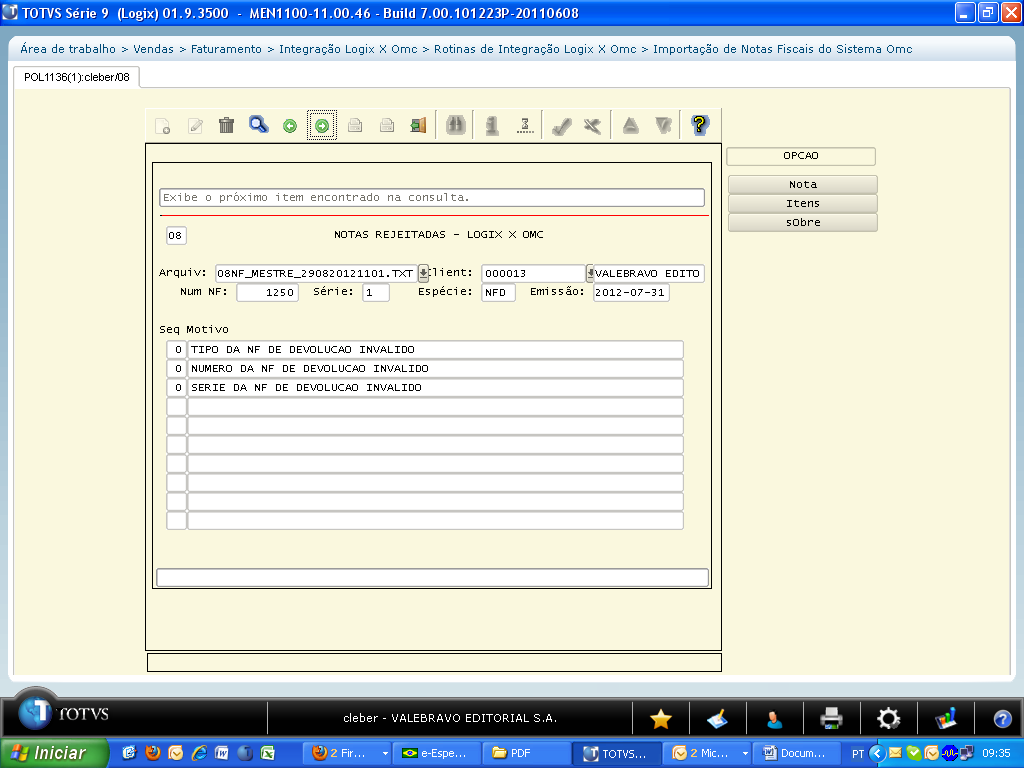 TOTVS Série 9 (Logix) 01.9.3500 - MEN1100-11.00.46 - Build 7.00.101223P-20110608
Área de trabalho > Vendas > Faturamento > Integração Logix X Omc > Rotinas de Integração Logix X Omc > Importação de Notas Fiscais do Sistema Omc
POL1136(1):cleber/08
OPCAO
Nota
Itens
sObre
Exibe o próximo item encontrado na consulta.
08 NOTAS REJEITADAS - LOGIX X OMC
Arquiv: 08NF_MESTRE_290820121101.TXT Client: 000013 VALEBRAVO EDITO
Num NF: 1250 Série: 1 Espécie: NFD Emissão: 2012-07-31
Seq Motivo
0 TIPO DA NF DE DEVOLUCAO INVALIDO
0 NUMERO DA NF DE DEVOLUCAO INVALIDO
0 SERIE DA NF DE DEVOLUCAO INVALIDO
TOTVS cleber - VALEBRAVO EDITORIAL S.A.
Iniciar 2 Fir... e-Espe... PDF TOTVS... 2 Mic... Docum... PT 09:35